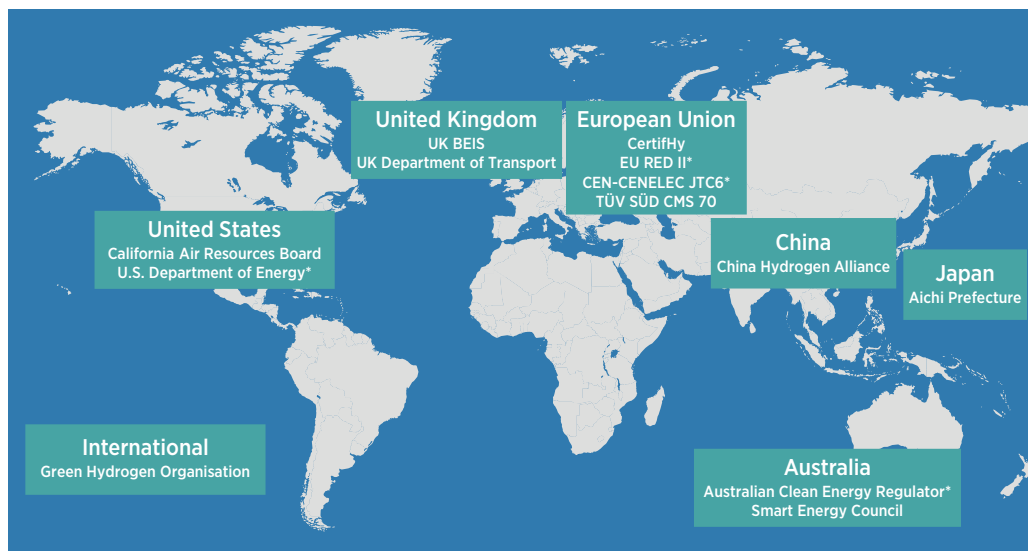 United Kingdom
UK BEIS
UK Department of Transport
European Union
CertifHy
EU RED II*
CEN-CENELEC JTC6*
TÜV SÜD CMS 70
United States
California Air Resources Board
U.S. Department of Energy*
China
China Hydrogen Alliance
Japan
Aichi Prefecture
International
Green Hydrogen Organisation
Australia
Australian Clean Energy Regulator*
Smart Energy Council